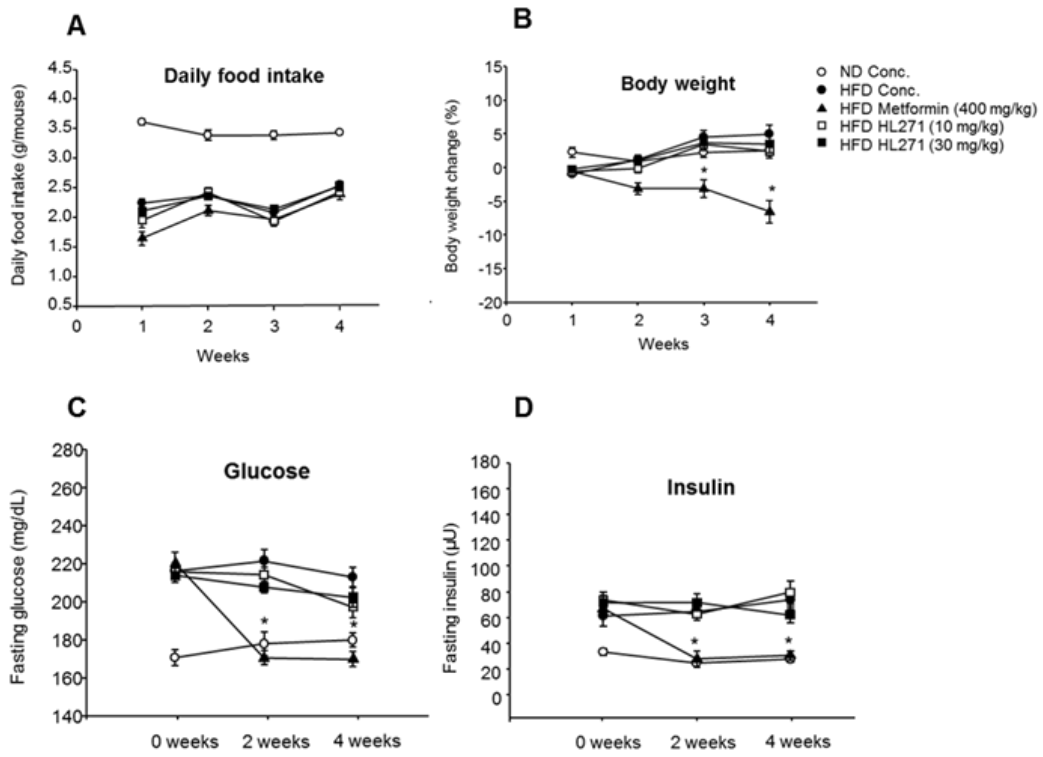 A
Daily food intake
Daily food intake (g/mouse)
4.5
4.0
3.5
3.0
2.5
2.0
1.5
1.0
0.5
0
1
2
3
4
Weeks
B
Body weight
Body weight change (%)
15
10
5
0
-5
-10
-15
-20
*
*
0
1
2
3
4
Weeks
ND Conc.
HFD Conc.
HFD Metformin (400 mg/kg)
HFD HL271 (10 mg/kg)
HFD HL271 (30 mg/kg)
C
Glucose
Fasting glucose (mg/dL)
280
260
240
220
200
180
160
140
*
*
0 weeks
2 weeks
4 weeks
D
Insulin
Fasting insulin (μU)
180
160
140
120
100
80
60
40
20
0
*
*
0 weeks
2 weeks
4 weeks